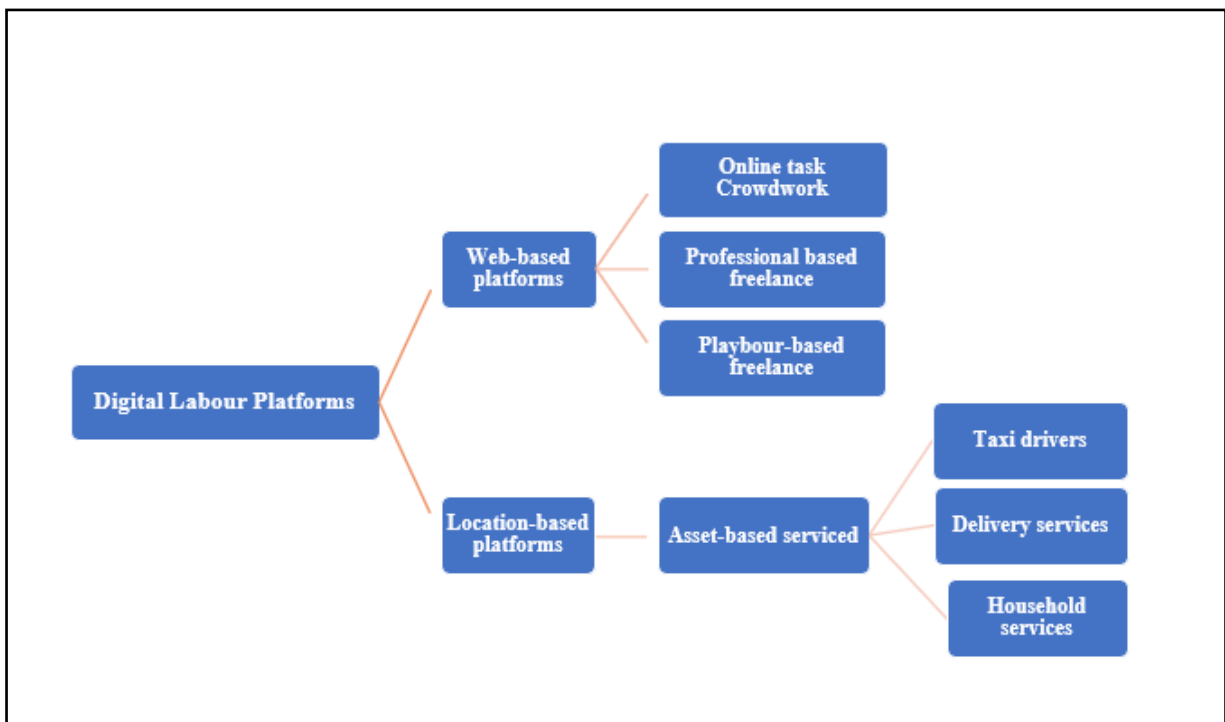 Online task
Crowdwork
Web-based
platforms
Professional based
freelance
Playbour-based
freelance
Digital Labour Platforms
Taxi drivers
Location-based
platforms
Asset-based serviced
Delivery services
Household
services